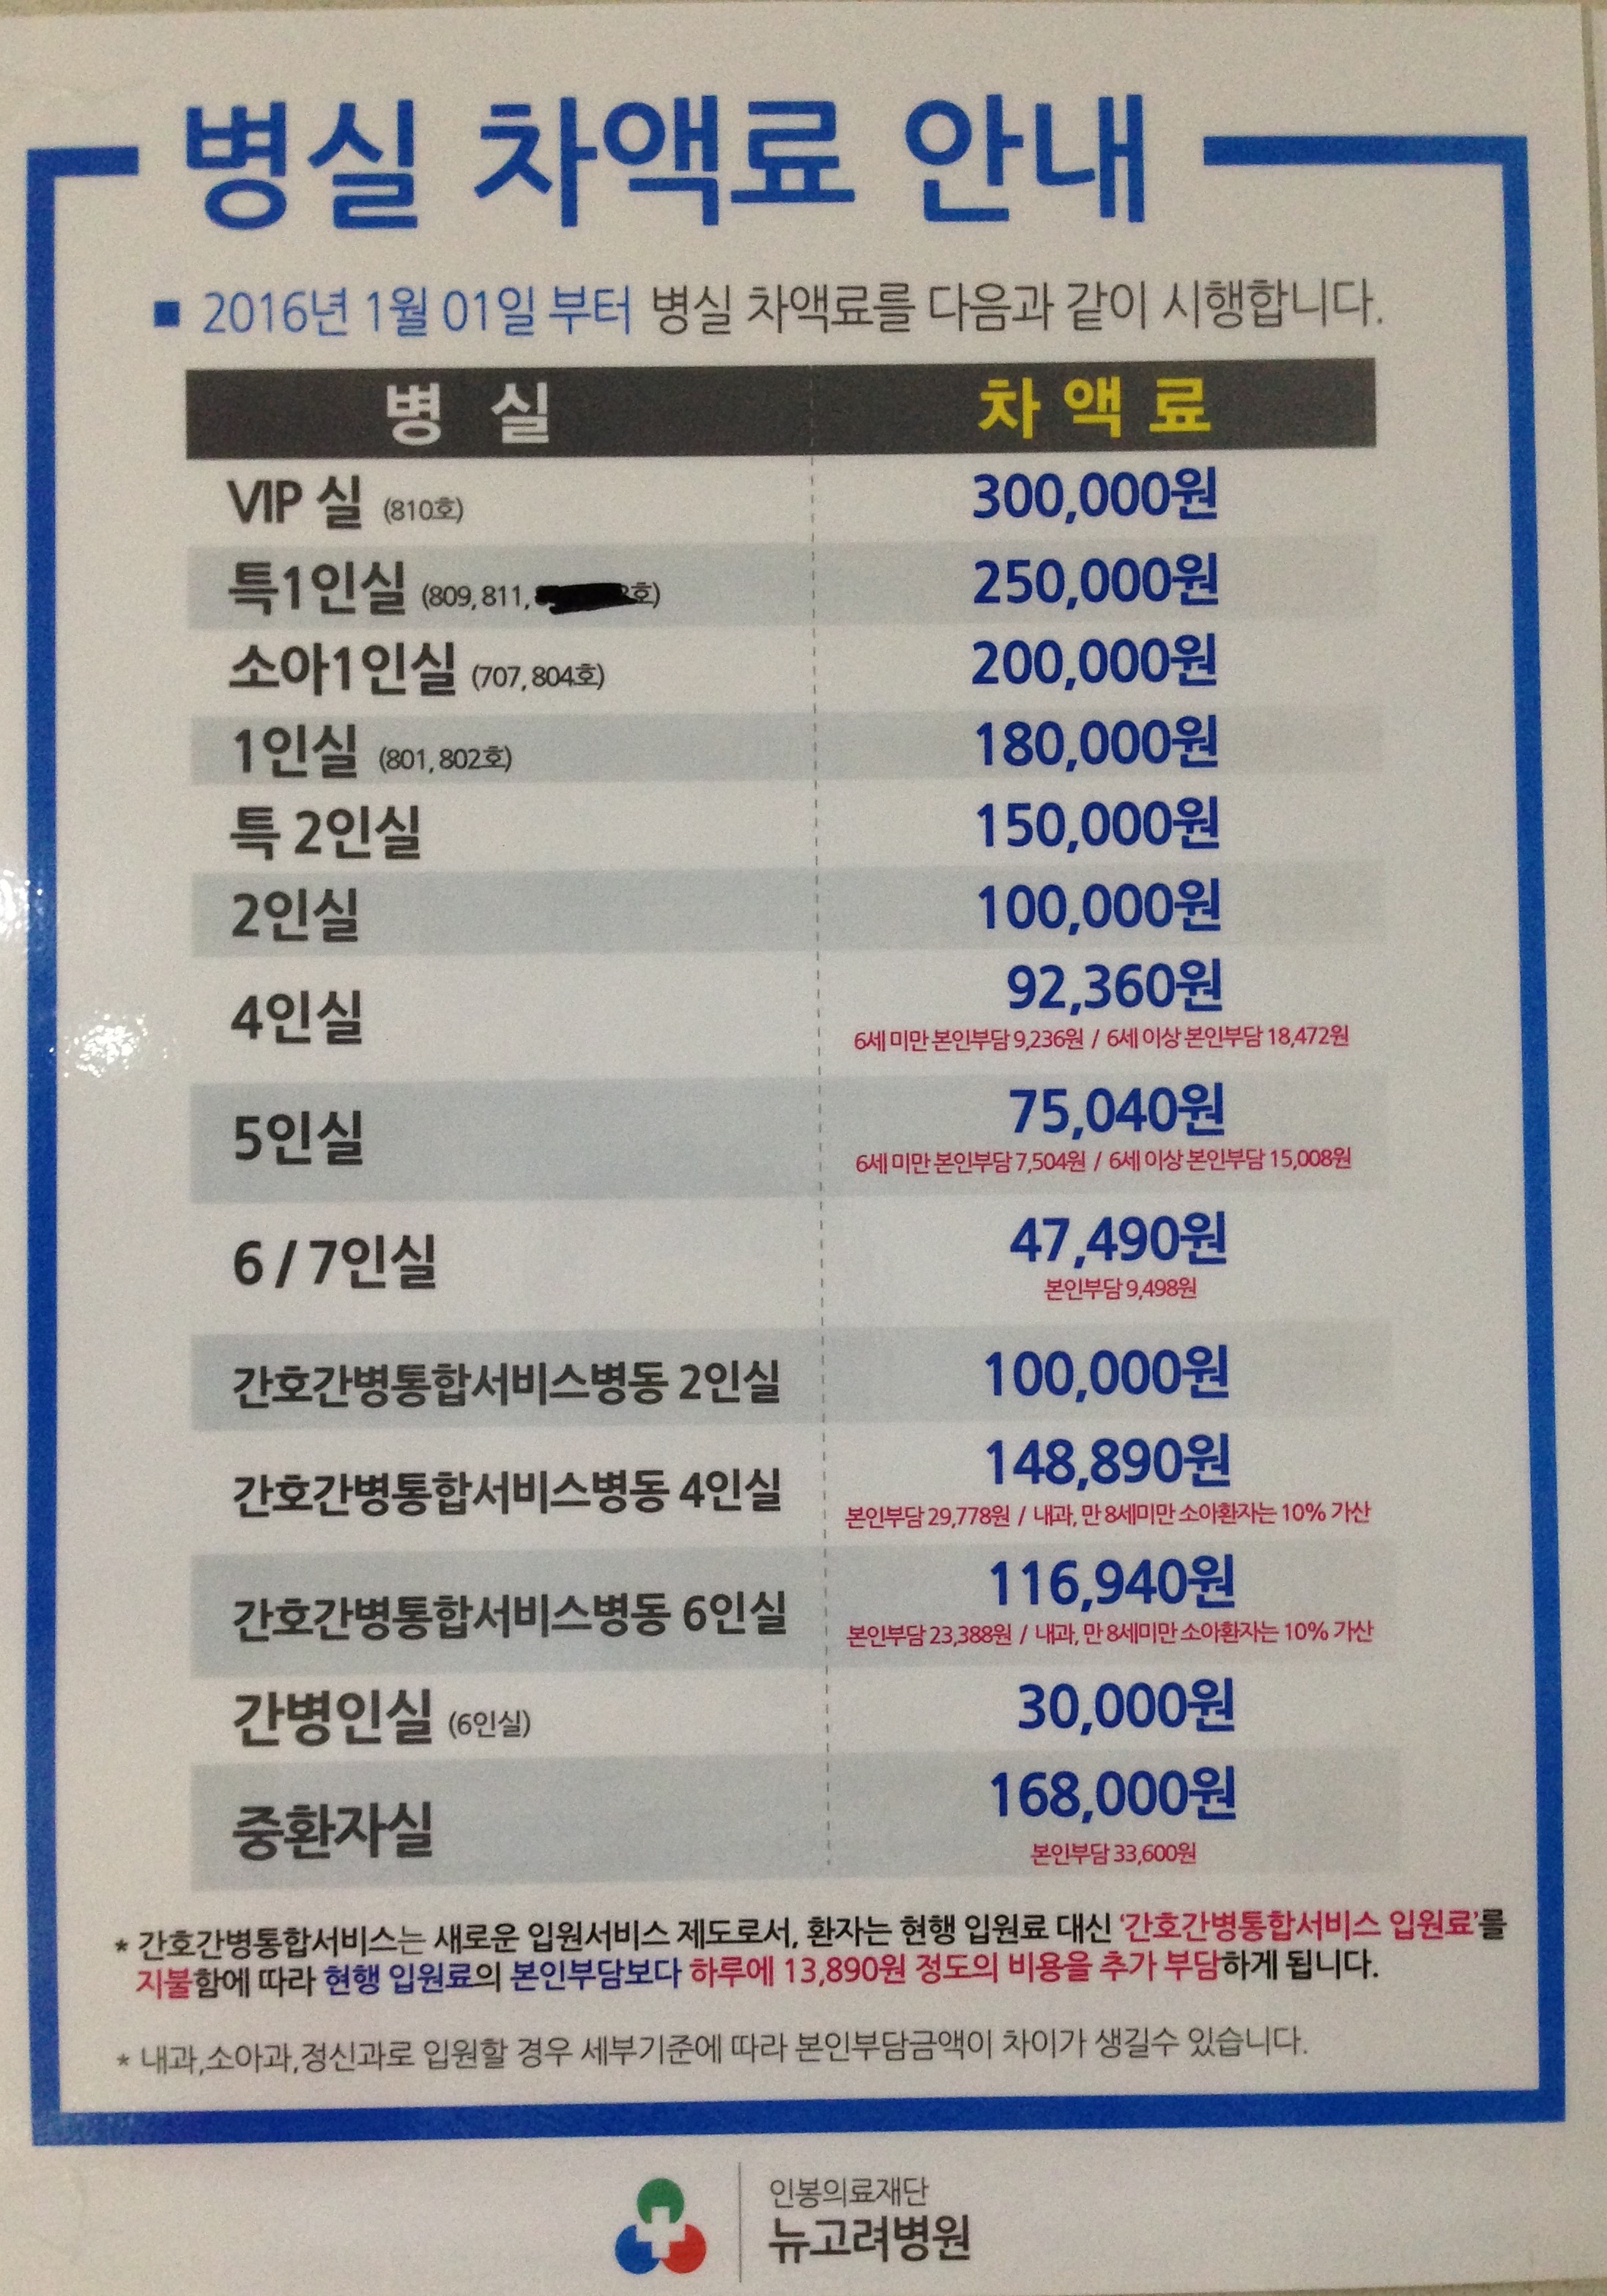 병실 차액료 안내
■ 2016년 1월 01일 부터 병실 차액료를 다음과 같이 시행합니다.
병 실 차 액 료
VIP 실 (810호) 300,000원
특1인실 (809, 811, 호) 250,000원
소아1인실 (707, 804호) 200,000원
1인실 (801, 802호) 180,000원
특 2인실 150,000원
2인실 100,000원
4인실 92,360원
6세 미만 본인부담 9,236원 / 6세 이상 본인부담 18,472원
5인실 75,040원
6세 미만 본인부담 7,504원 / 6세 이상 본인부담 15,008원
6 / 7인실 47,490원
본인부담 9,498원
간호간병통합서비스병동 2인실 100,000원
간호간병통합서비스병동 4인실 148,890원
본인부담 29,778원 / 내과, 만 8세미만 소아환자는 10% 가산
간호간병통합서비스병동 6인실 116,940원
본인부담 23,388원 / 내과, 만 8세미만 소아환자는 10% 가산
간병인실 (6인실) 30,000원
중환자실 168,000원
본인부담 33,600원
* 간호간병통합서비스는 새로운 입원서비스 제도로서, 환자는 현행 입원료 대신 '간호간병통합서비스 입원료'를
지불함에 따라 현행 입원료의 본인부담보다 하루에 13,890원 정도의 비용을 추가 부담하게 됩니다.
* 내과,소아과,정신과로 입원할 경우 세부기준에 따라 본인부담금액이 차이가 생길수 있습니다.
인봉의료재단
뉴고려병원